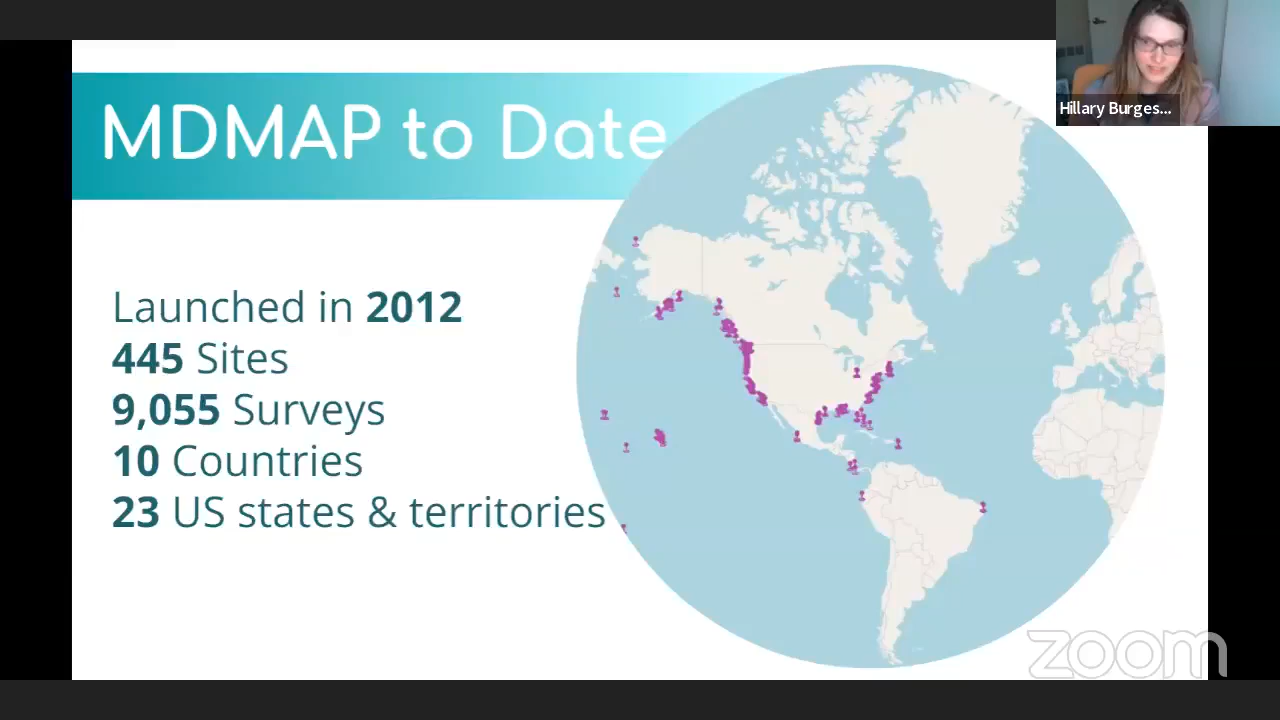 Hillary Burges...
MDMAP to Date
Launched in 2012
445 Sites
9,055 Surveys
10 Countries
23 US states & territories
zoom